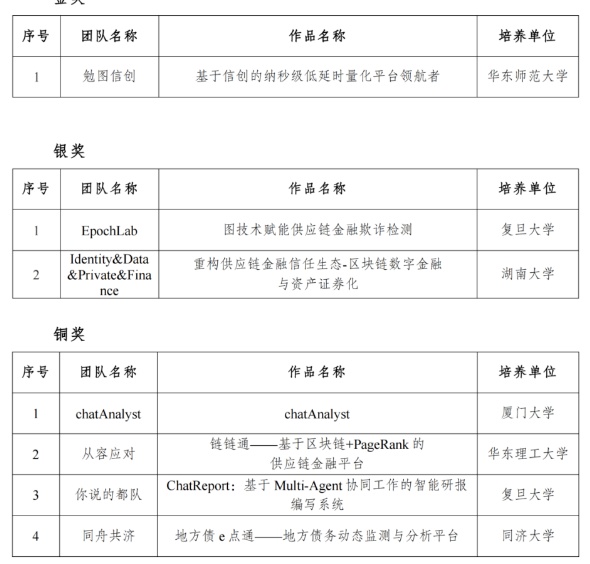 金奖
序号 团队名称 作品名称 培养单位
1 勉图信创 基于信创的纳秒级低延时量化平台领航者 华东师范大学
银奖
序号 团队名称 作品名称 培养单位
1 EpochLab 图技术赋能供应链金融欺诈检测 复旦大学
2 Identity&Data
&Private&Fina
nce 重构供应链金融信任生态-区块链数字金融
与资产证券化 湖南大学
铜奖
序号 团队名称 作品名称 培养单位
1 chatAnalyst chatAnalyst 厦门大学
2 从容应对 链链通——基于区块链+PageRank 的
供应链金融平台 华东理工大学
3 你说的都队 ChatReport：基于 Multi-Agent 协同工作的智能研报
编写系统 复旦大学
4 同舟共济 地方债 e 点通——地方债务动态监测与分析平台 同济大学